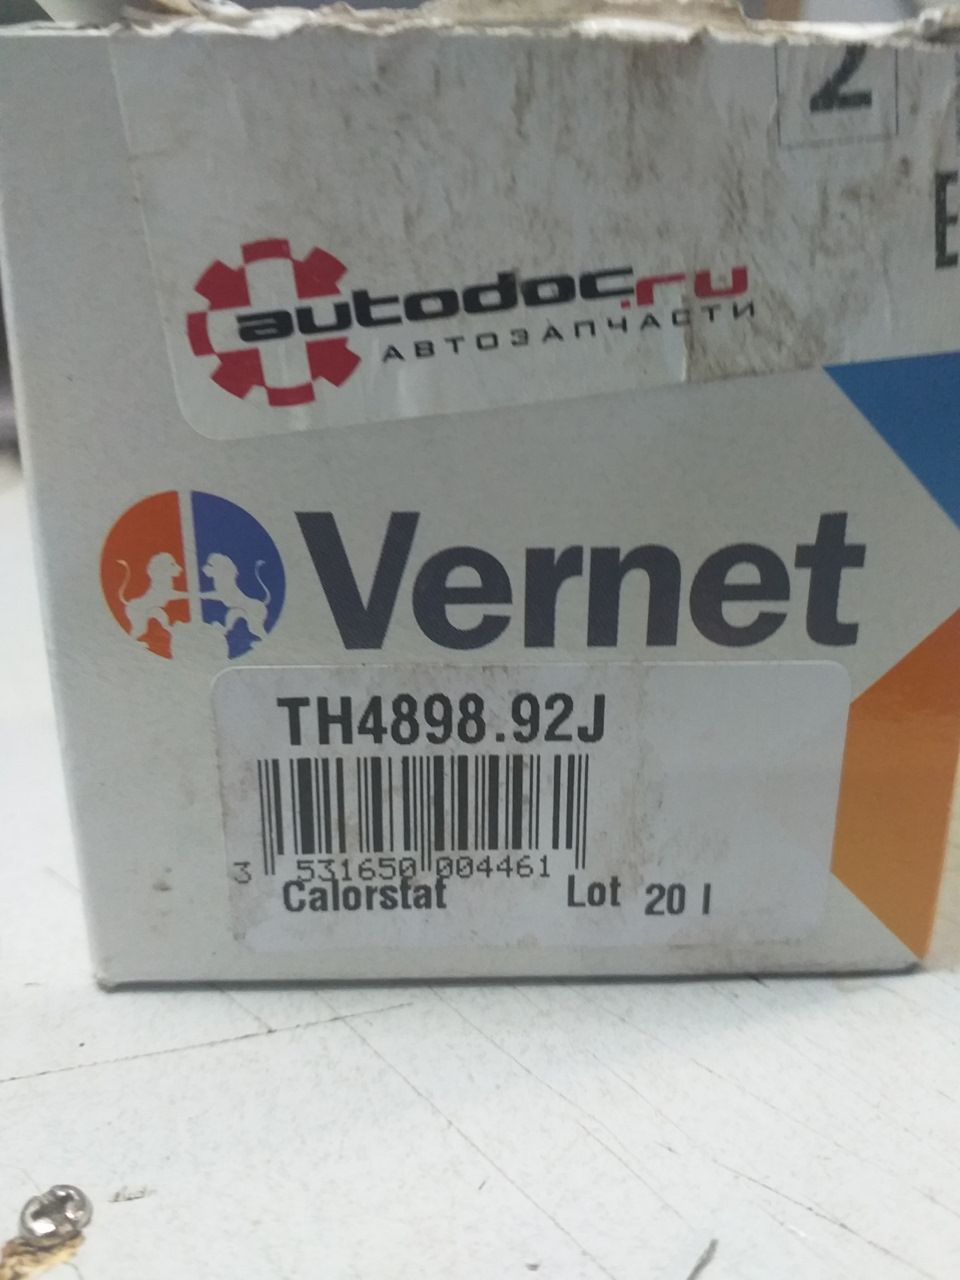 2
E
autodoc.ru
АВТОЗАПЧАСТИ
Vernet
TH4898.92J
3 531650 004461
Calorstat Lot 20 I